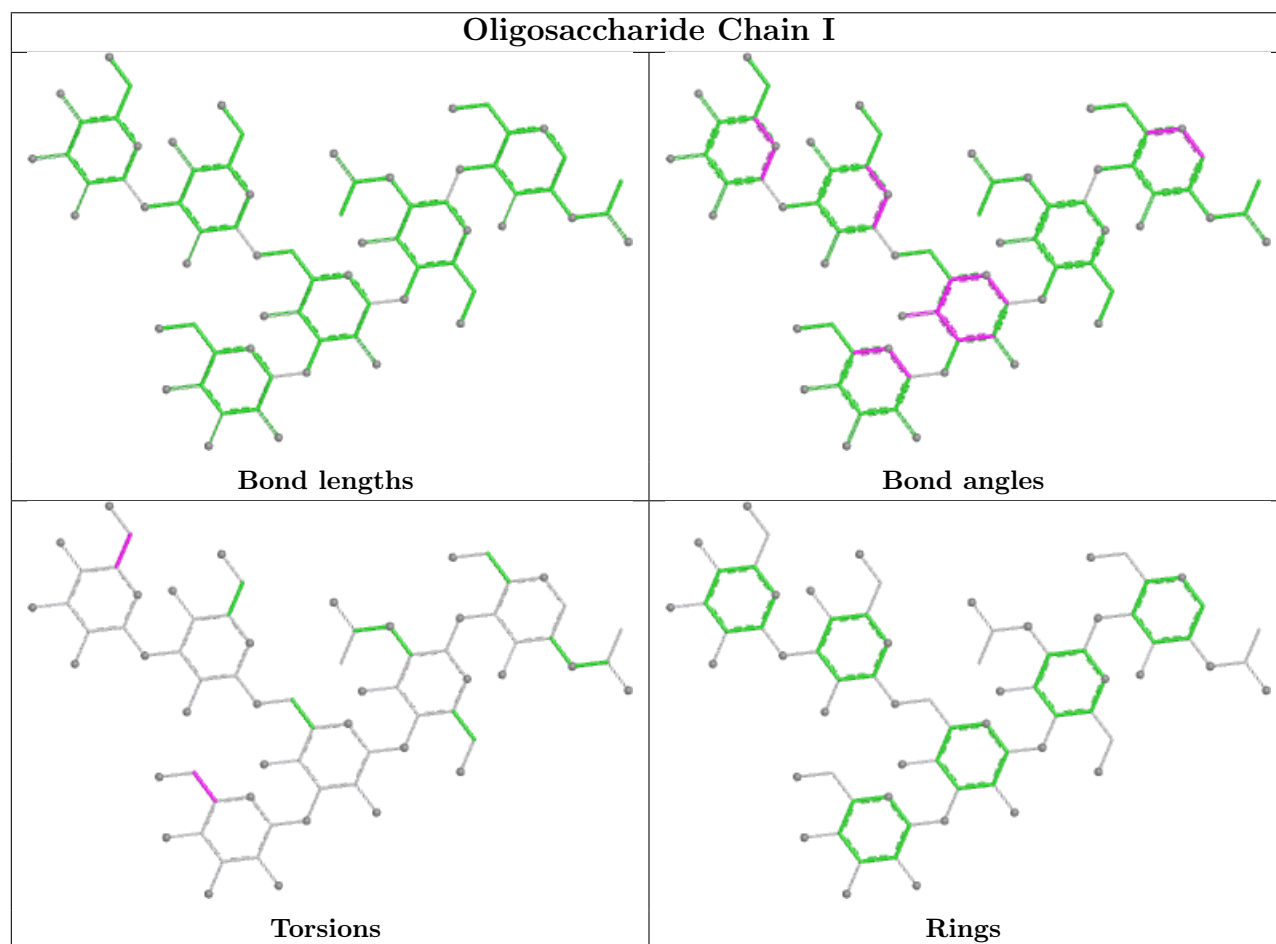 Oligosaccharide Chain I
Bond lengths
Bond angles
Torsions
Rings